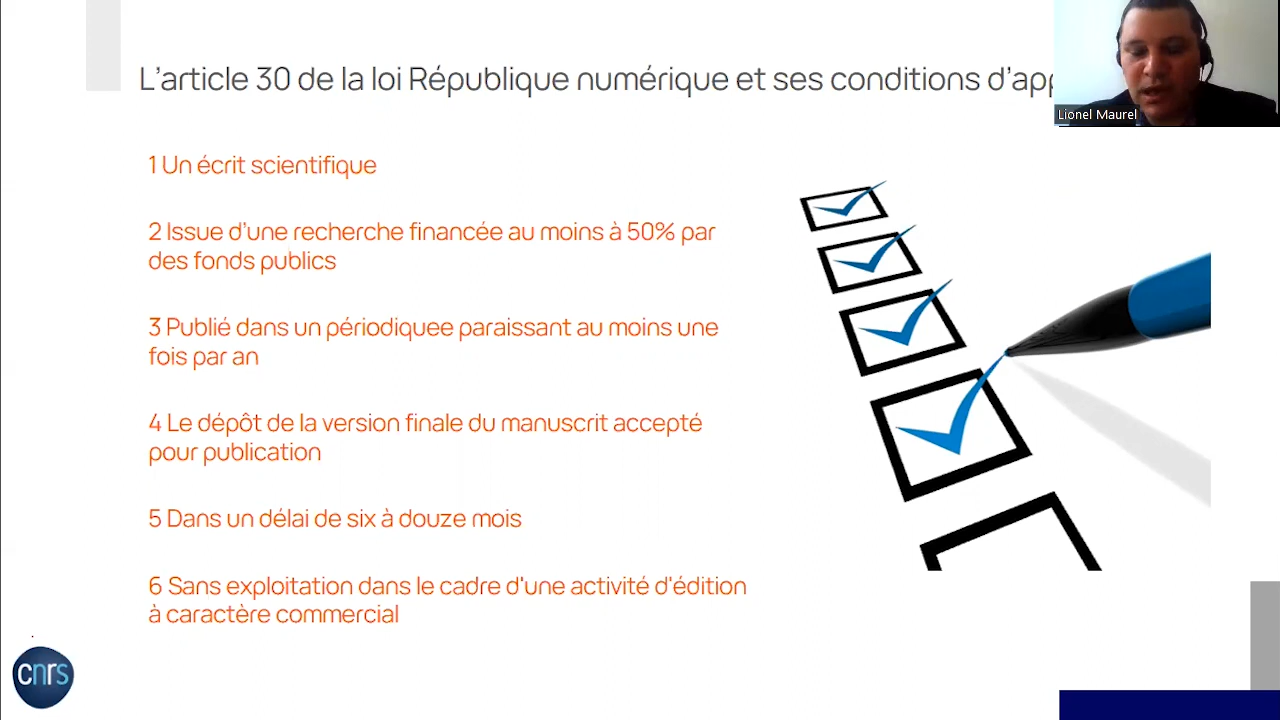 L'article 30 de la loi République numérique et ses conditions d'app
Lionel Maurel
1 Un écrit scientifique
2 Issue d'une recherche financée au moins à 50% par
des fonds publics
3 Publié dans un périodiquee paraissant au moins une
fois par an
4 Le dépôt de la version finale du manuscrit accepté
pour publication
5 Dans un délai de six à douze mois
6 Sans exploitation dans le cadre d'une activité d'édition
à caractère commercial
cnrs